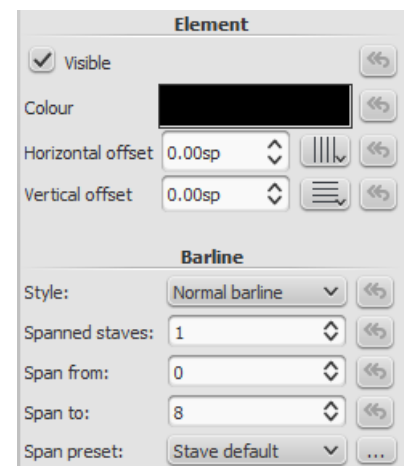 Element
Visible
Colour
Horizontal offset 0.00sp
Vertical offset 0.00sp
Barline
Style: Normal barline
Spanned staves: 1
Span from: 0
Span to: 8
Span preset: Stave default ...